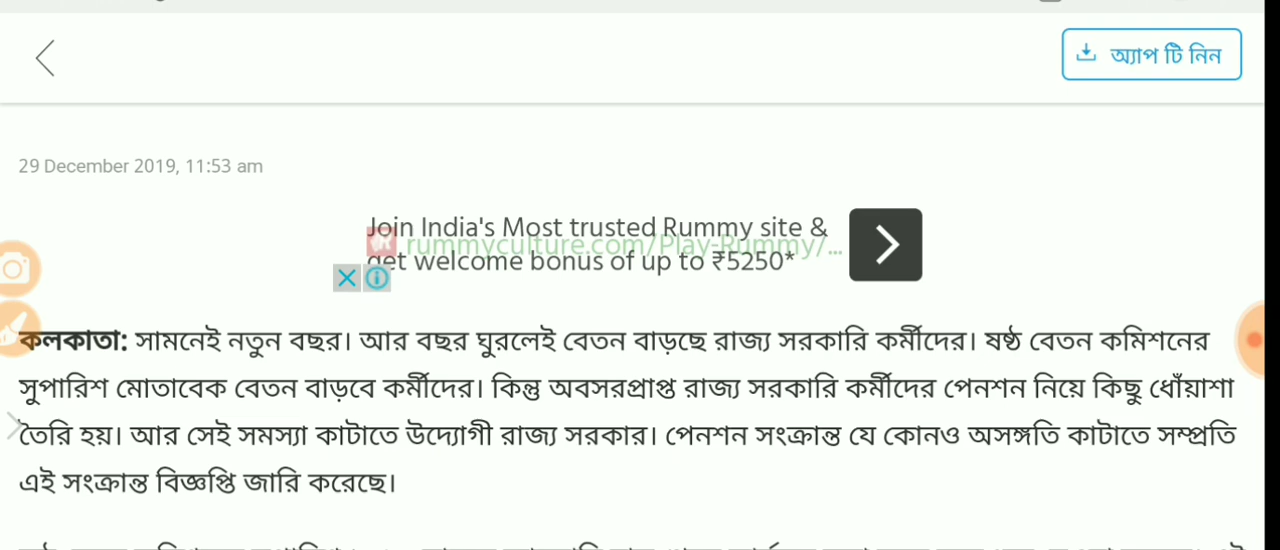 অ্যাপ টি নিন
29 December 2019, 11:53 am
Join India's Most trusted Rummy site &
rummyculture.com/Play-Rummy/...
get welcome bonus of up to ₹5250*
কলকাতা: সামনেই নতুন বছর। আর বছর ঘুরলেই বেতন বাড়ছে রাজ্য সরকারি কর্মীদের। ষষ্ঠ বেতন কমিশনের
সুপারিশ মোতাবেক বেতন বাড়বে কর্মীদের। কিন্তু অবসরপ্রাপ্ত রাজ্য সরকারি কর্মীদের পেনশন নিয়ে কিছু ধোঁয়াশা
তৈরি হয়। আর সেই সমস্যা কাটাতে উদ্যোগী রাজ্য সরকার। পেনশন সংক্রান্ত যে কোনও অসঙ্গতি কাটাতে সম্প্রতি
এই সংক্রান্ত বিজ্ঞপ্তি জারি করেছে।